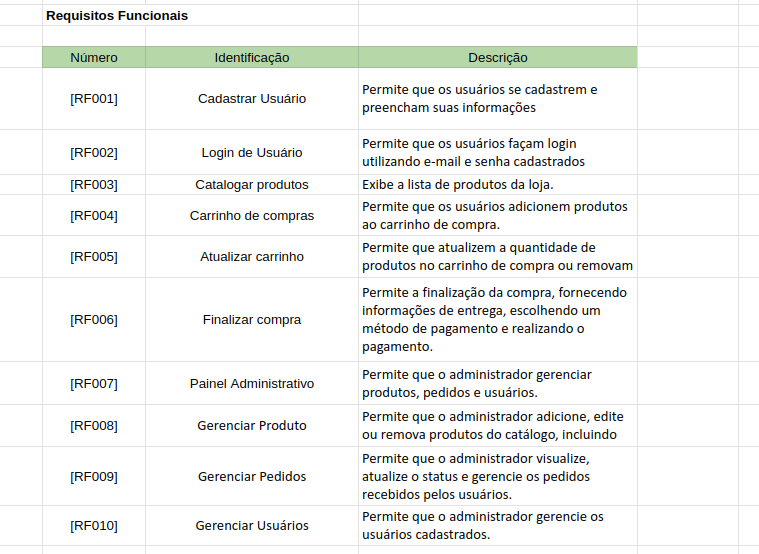 Requisitos Funcionais
Número Identificação Descrição
[RF001] Cadastrar Usuário Permite que os usuários se cadastrem e
preencham suas informações
[RF002] Login de Usuário Permite que os usuários façam login
utilizando e-mail e senha cadastrados
[RF003] Catalogar produtos Exibe a lista de produtos da loja.
[RF004] Carrinho de compras Permite que os usuários adicionem produtos
ao carrinho de compra.
[RF005] Atualizar carrinho Permite que atualizem a quantidade de
produtos no carrinho de compra ou removam
[RF006] Finalizar compra Permite a finalização da compra, fornecendo
informações de entrega, escolhendo um
método de pagamento e realizando o
pagamento.
[RF007] Painel Administrativo Permite que o administrador gerenciar
produtos, pedidos e usuários.
[RF008] Gerenciar Produto Permite que o administrador adicione, edite
ou remova produtos do catálogo, incluindo
[RF009] Gerenciar Pedidos Permite que o administrador visualize,
atualize o status e gerencie os pedidos
recebidos pelos usuários.
[RF010] Gerenciar Usuários Permite que o administrador gerencie os
usuários cadastrados.